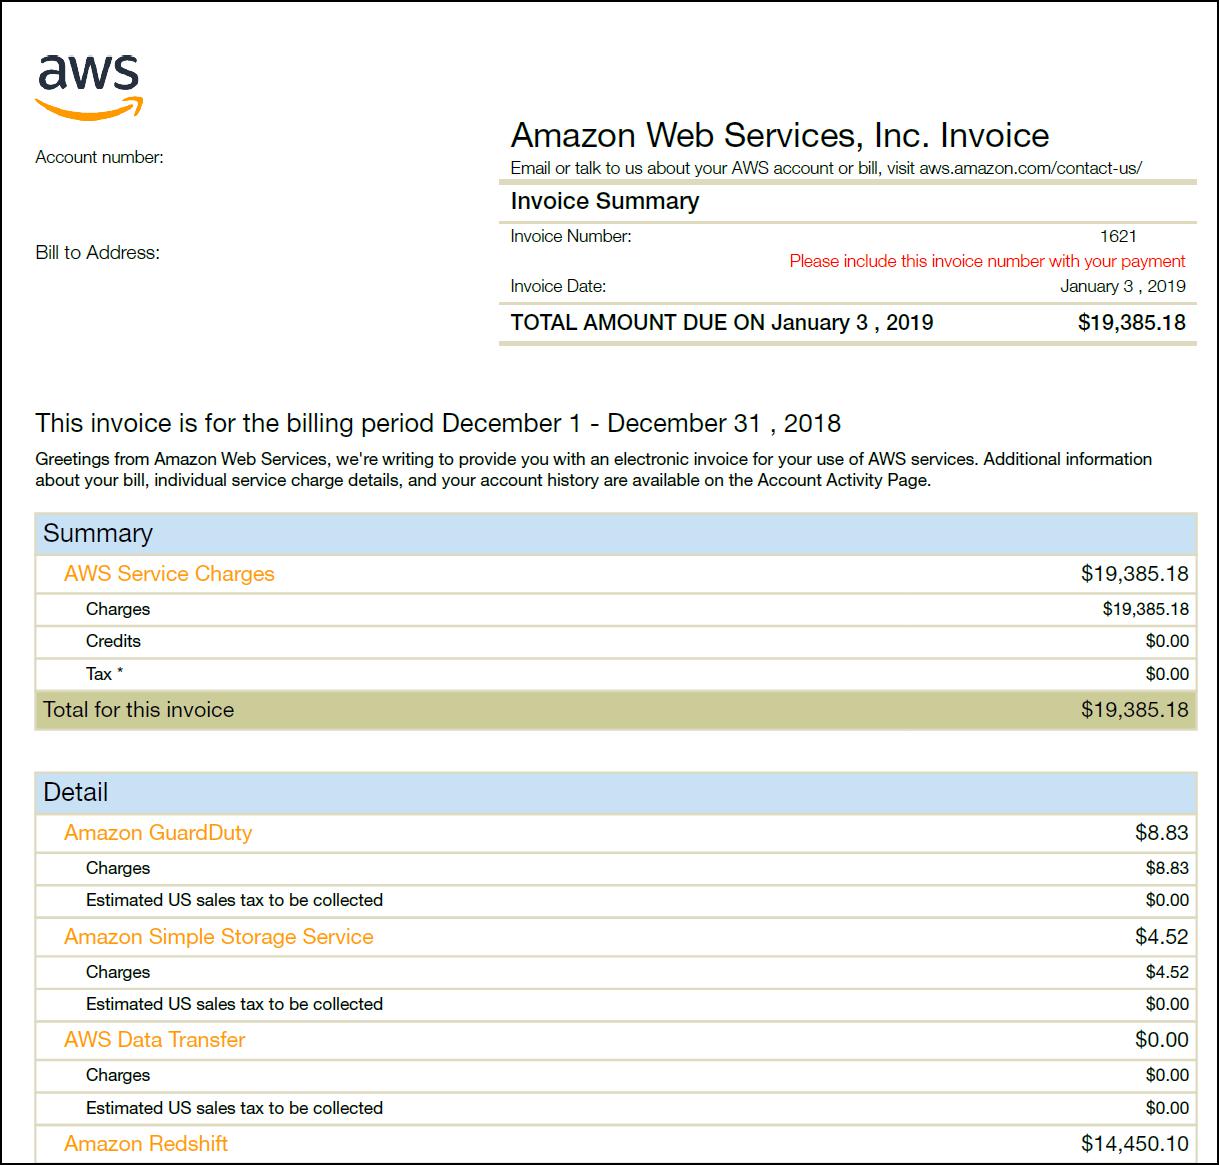 aws
Amazon Web Services, Inc. Invoice
Account number:
Email or talk to us about your AWS account or bill, visit aws.amazon.com/contact-us/
Invoice Summary
Invoice Number: 1621
Bill to Address:
Please include this invoice number with your payment
Invoice Date: January 3 , 2019
TOTAL AMOUNT DUE ON January 3 , 2019 $19,385.18
This invoice is for the billing period December 1 - December 31 , 2018
Greetings from Amazon Web Services, we're writing to provide you with an electronic invoice for your use of AWS services. Additional information
about your bill, individual service charge details, and your account history are available on the Account Activity Page.
Summary
AWS Service Charges $19,385.18
Charges $19,385.18
Credits $0.00
Tax * $0.00
Total for this invoice $19,385.18
Detail
Amazon GuardDuty $8.83
Charges $8.83
Estimated US sales tax to be collected $0.00
Amazon Simple Storage Service $4.52
Charges $4.52
Estimated US sales tax to be collected $0.00
AWS Data Transfer $0.00
Charges $0.00
Estimated US sales tax to be collected $0.00
Amazon Redshift $14,450.10